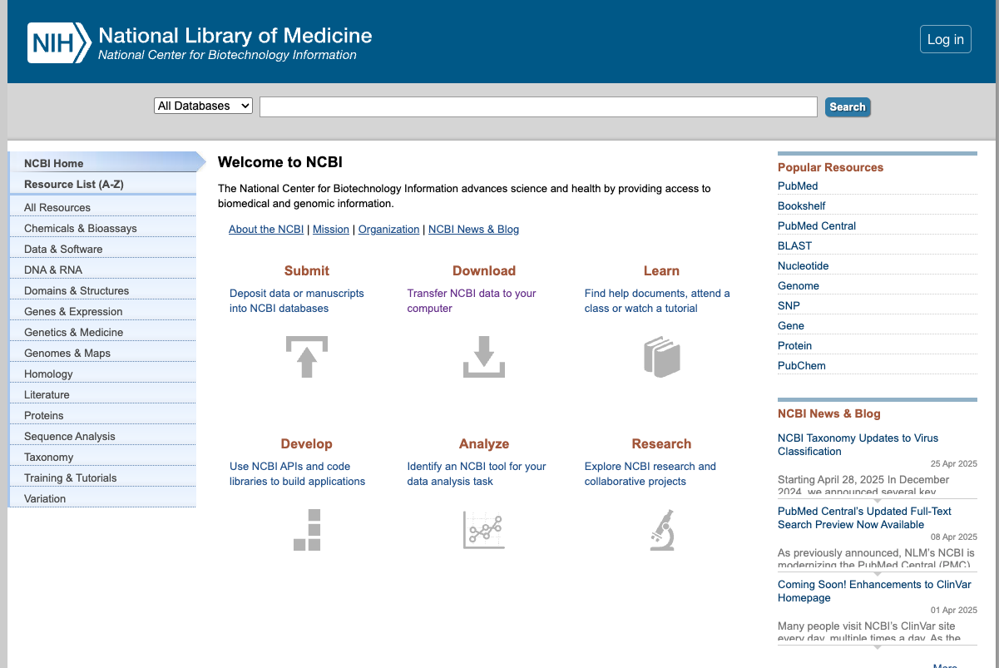 NIH
National Library of Medicine
National Center for Biotechnology Information
Log in
All Databases
Search
NCBI Home
Resource List (A-Z)
All Resources
Chemicals & Bioassays
Data & Software
DNA & RNA
Domains & Structures
Genes & Expression
Genetics & Medicine
Genomes & Maps
Homology
Literature
Proteins
Sequence Analysis
Taxonomy
Training & Tutorials
Variation
Welcome to NCBI
The National Center for Biotechnology Information advances science and health by providing access to
biomedical and genomic information.
About the NCBI | Mission | Organization | NCBI News & Blog
Submit
Deposit data or manuscripts
into NCBI databases
Download
Transfer NCBI data to your
computer
Learn
Find help documents, attend a
class or watch a tutorial
Develop
Use NCBI APIs and code
libraries to build applications
Analyze
Identify an NCBI tool for your
data analysis task
Research
Explore NCBI research and
collaborative projects
Popular Resources
PubMed
Bookshelf
PubMed Central
BLAST
Nucleotide
Genome
SNP
Gene
Protein
PubChem
NCBI News & Blog
NCBI Taxonomy Updates to Virus
Classification
25 Apr 2025
Starting April 28, 2025 In December
2024, we announced several key
PubMed Central's Updated Full-Text
Search Preview Now Available
08 Apr 2025
As previously announced, NLM's NCBI is
modernizing the PubMed Central (PMC)
Coming Soon! Enhancements to ClinVar
Homepage
01 Apr 2025
Many people visit NCBI's ClinVar site
every day, multiple times a day. As the
More